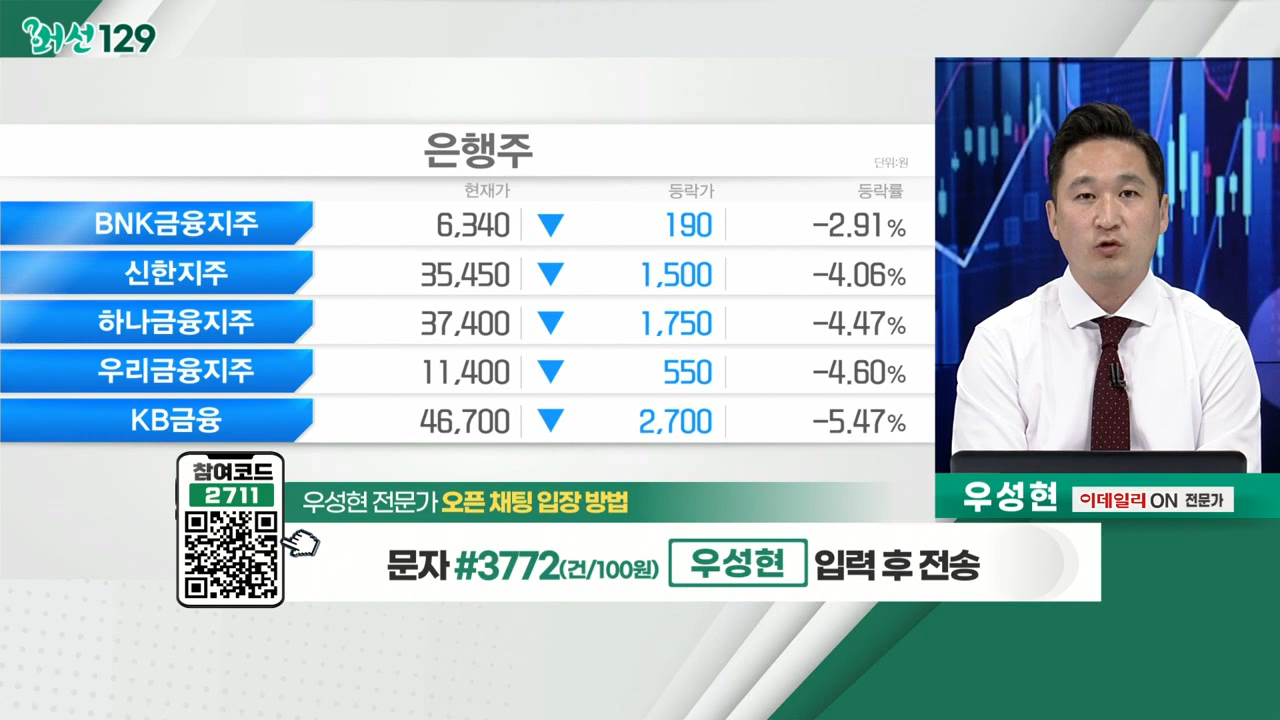 머선129
은행주
단위:원
현재가 등락가 등락률
BNK금융지주 6,340 ▼ 190 -2.91%
신한지주 35,450 ▼ 1,500 -4.06%
하나금융지주 37,400 ▼ 1,750 -4.47%
우리금융지주 11,400 ▼ 550 -4.60%
KB금융 46,700 ▼ 2,700 -5.47%
참여코드
2711
우성현 전문가 오픈 채팅 입장 방법
문자 #3772(건/100원) 우성현 입력 후 전송
우성현 이데일리 ON 전문가